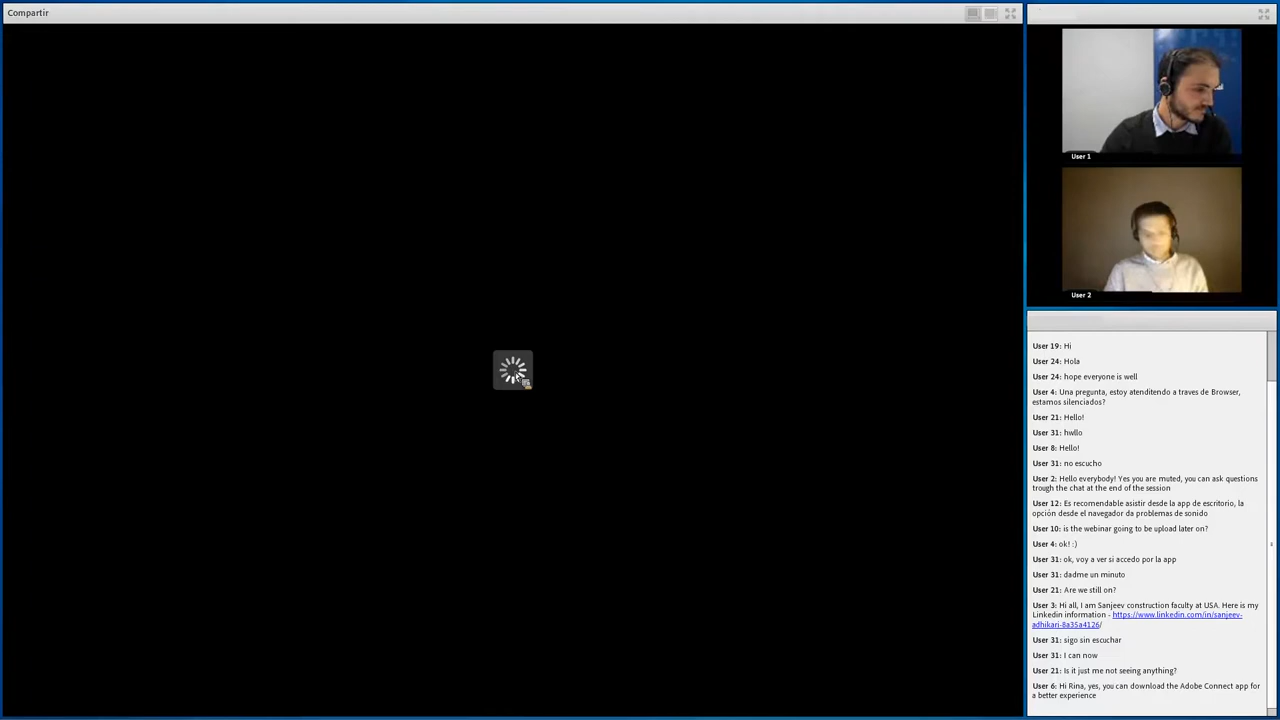 Compartir
User 1
User 2
User 19: Hi
User 24: Hola
User 24: hope everyone is well
User 4: Una pregunta, estoy atenditendo a traves de Browser,
estamos silenciados?
User 21: Hello!
User 31: hwllo
User 8: Hello!
User 31: no escucho
User 2: Hello everybody! Yes you are muted, you can ask questions
trough the chat at the end of the session
User 12: Es recomendable asistir desde la app de escritorio, la
opción desde el navegador da problemas de sonido
User 10: is the webinar going to be upload later on?
User 4: ok! :)
User 31: ok, voy a ver si accedo por la app
User 31: dadme un minuto
User 21: Are we still on?
User 3: Hi all, I am Sanjeev construction faculty at USA. Here is my
Linkedin information - https://www.linkedin.com/in/sanjeev-
adhikari-8a35a4126/
User 31: sigo sin escuchar
User 31: I can now
User 21: Is it just me not seeing anything?
User 6: Hi Rina, yes, you can download the Adobe Connect app for
a better experience